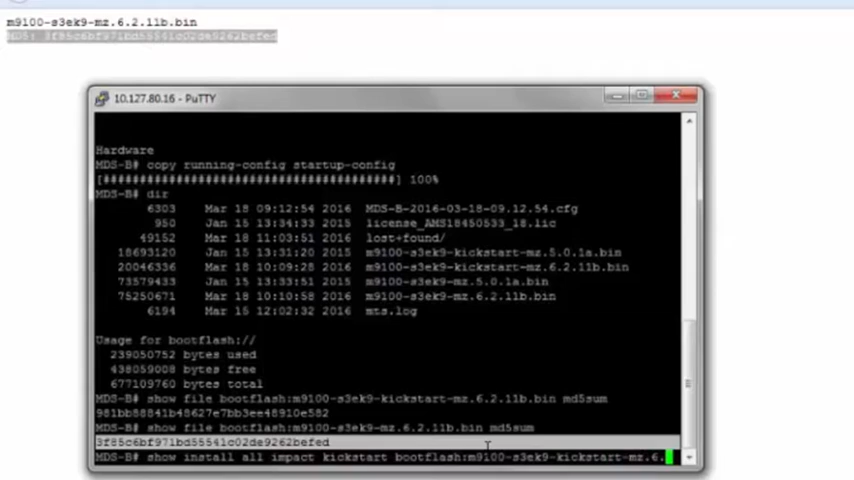 m9100-s3ek9-mz.6.2.11b.bin
MD5: 3f85c6bf971bd55541c02de9262befed
10.127.80.16 - PuTTY
Hardware
MDS-B# copy running-config startup-config
[########################################] 100%
MDS-B# dir
6303 Mar 18 09:12:54 2016 MDS-B-2016-03-18-09.12.54.cfg
950 Jan 15 13:34:33 2015 license_AMS18450533_18.lic
49152 Mar 18 11:03:51 2016 lost+found/
18693120 Jan 15 13:31:20 2015 m9100-s3ek9-kickstart-mz.5.0.1a.bin
20046336 Mar 18 10:09:28 2016 m9100-s3ek9-kickstart-mz.6.2.11b.bin
73579433 Jan 15 13:33:51 2015 m9100-s3ek9-mz.5.0.1a.bin
75250671 Mar 18 10:10:58 2016 m9100-s3ek9-mz.6.2.11b.bin
6194 Mar 15 12:02:32 2016 mts.log
Usage for bootflash://
239050752 bytes used
438059008 bytes free
677109760 bytes total
MDS-B# show file bootflash:m9100-s3ek9-kickstart-mz.6.2.11b.bin md5sum
981bb88841b48627e7bb3ee48910e582
MDS-B# show file bootflash:m9100-s3ek9-mz.6.2.11b.bin md5sum
3f85c6bf971bd55541c02de9262befed
MDS-B# show install all impact kickstart bootflash:m9100-s3ek9-kickstart-mz.6.